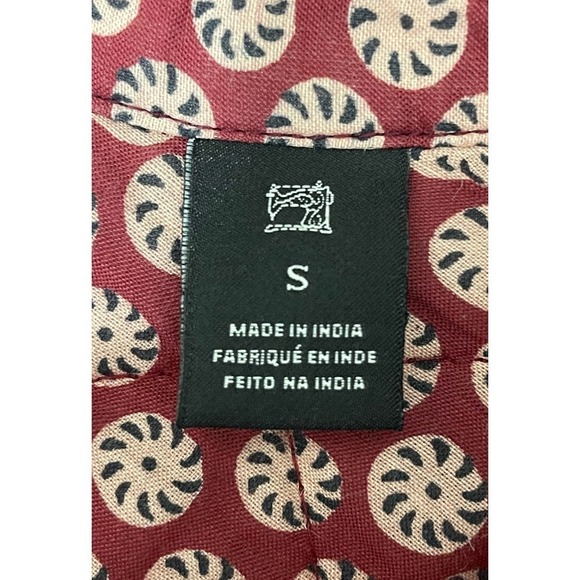 S
MADE IN INDIA
FABRIQUÉ EN INDE
FEITO NA INDIA